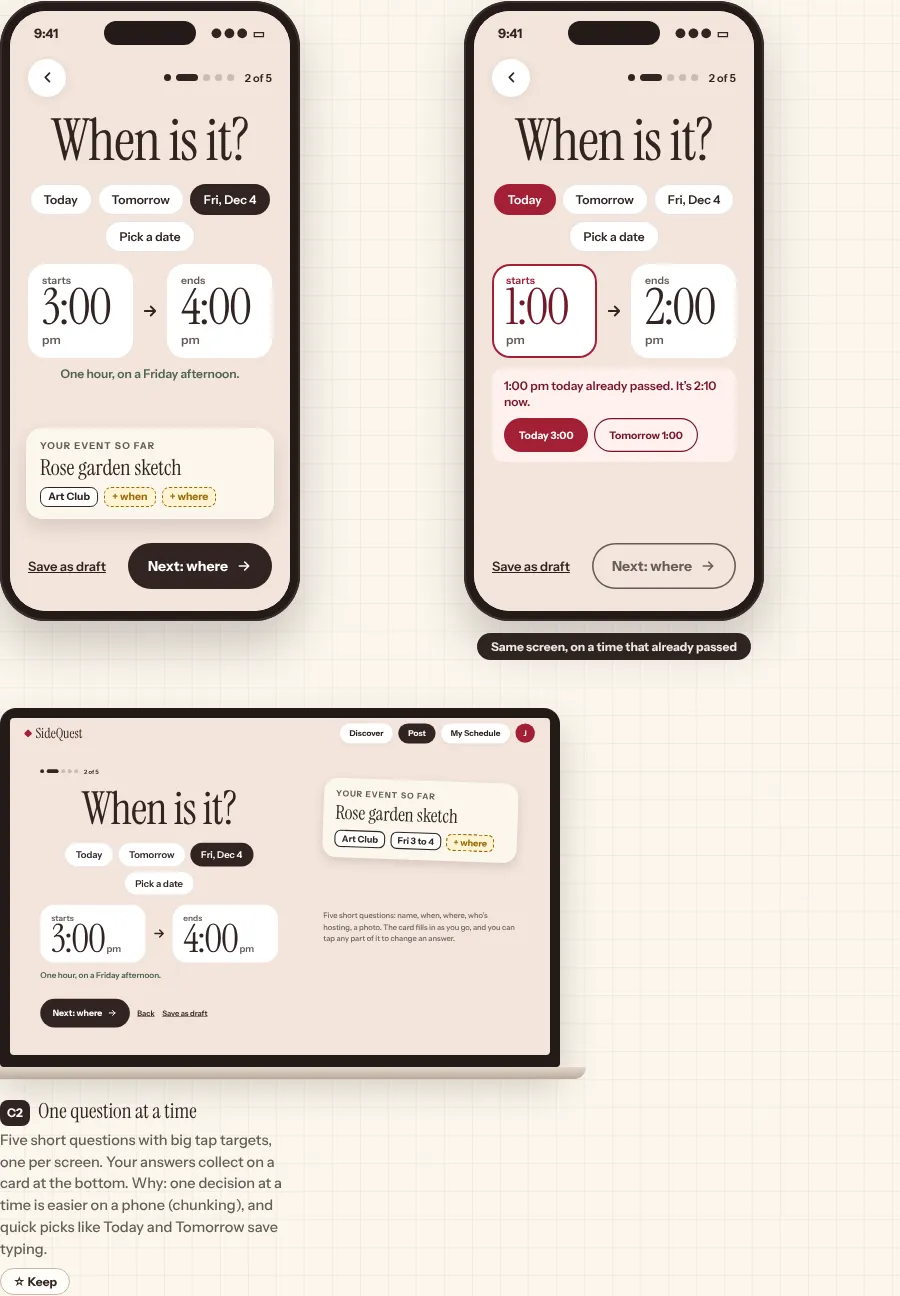 9:41
2 of 5
When is it?
Today Tomorrow Fri, Dec 4
Pick a date
starts
3:00
pm
→
ends
4:00
pm
One hour, on a Friday afternoon.
YOUR EVENT SO FAR
Rose garden sketch
Art Club + when + where
Save as draft Next: where →
9:41
2 of 5
When is it?
Today Tomorrow Fri, Dec 4
Pick a date
starts
1:00
pm
→
ends
2:00
pm
1:00 pm today already passed. It's 2:10
now.
Today 3:00 Tomorrow 1:00
Save as draft Next: where →
Same screen, on a time that already passed
SideQuest Discover Post My Schedule J
2 of 5
When is it?
Today Tomorrow Fri, Dec 4
Pick a date
starts
3:00 pm
→
ends
4:00 pm
One hour, on a Friday afternoon.
Next: where → Back Save as draft
YOUR EVENT SO FAR
Rose garden sketch
Art Club Fri 3 to 4 + where
Five short questions: name, when, where, who's
hosting, a photo. The card fills in as you go, and you can
tap any part of it to change an answer.
C2 One question at a time
Five short questions with big tap targets,
one per screen. Your answers collect on a
card at the bottom. Why: one decision at a
time is easier on a phone (chunking), and
quick picks like Today and Tomorrow save
typing.
☆ Keep